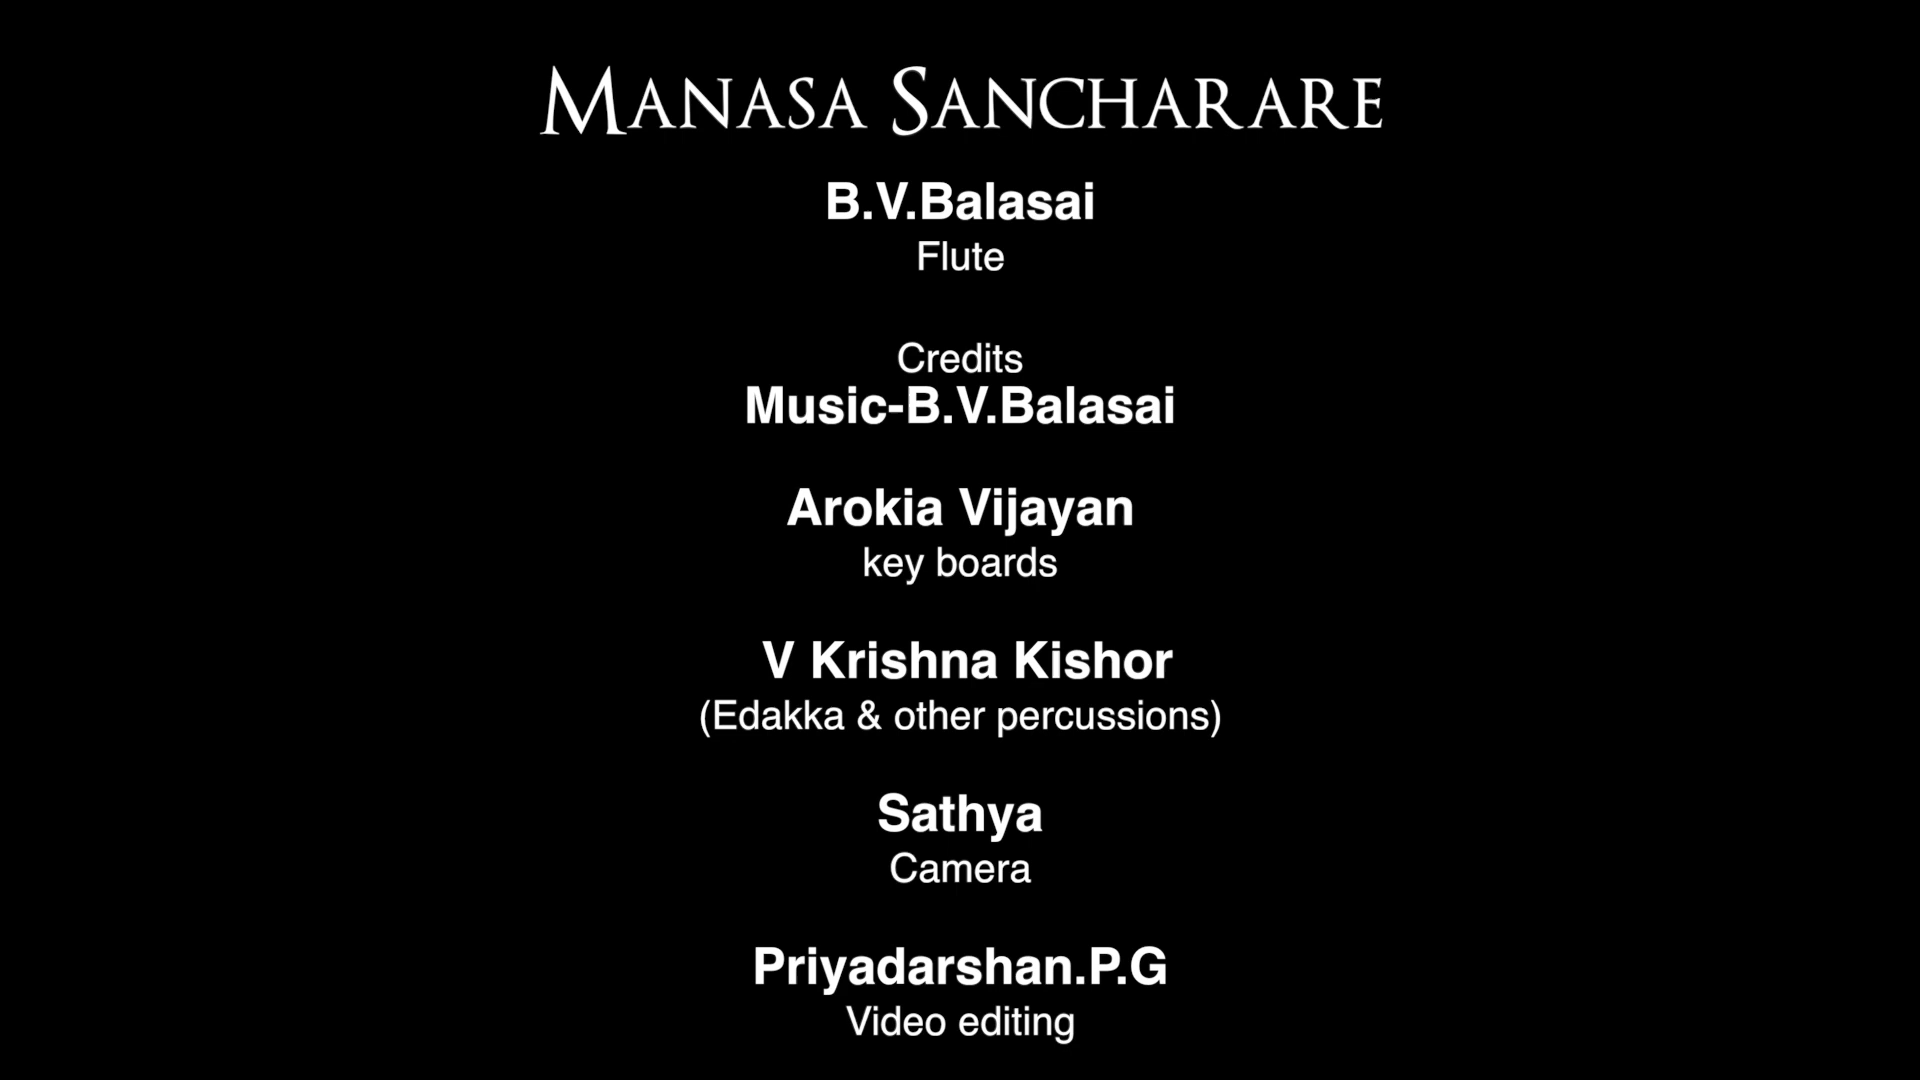 MANASA SANCHARARE
B.V.Balasai
Flute
Credits
Music-B.V.Balasai
Arokia Vijayan
key boards
V Krishna Kishor
(Edakka & other percussions)
Sathya
Camera
Priyadarshan.P.G
Video editing